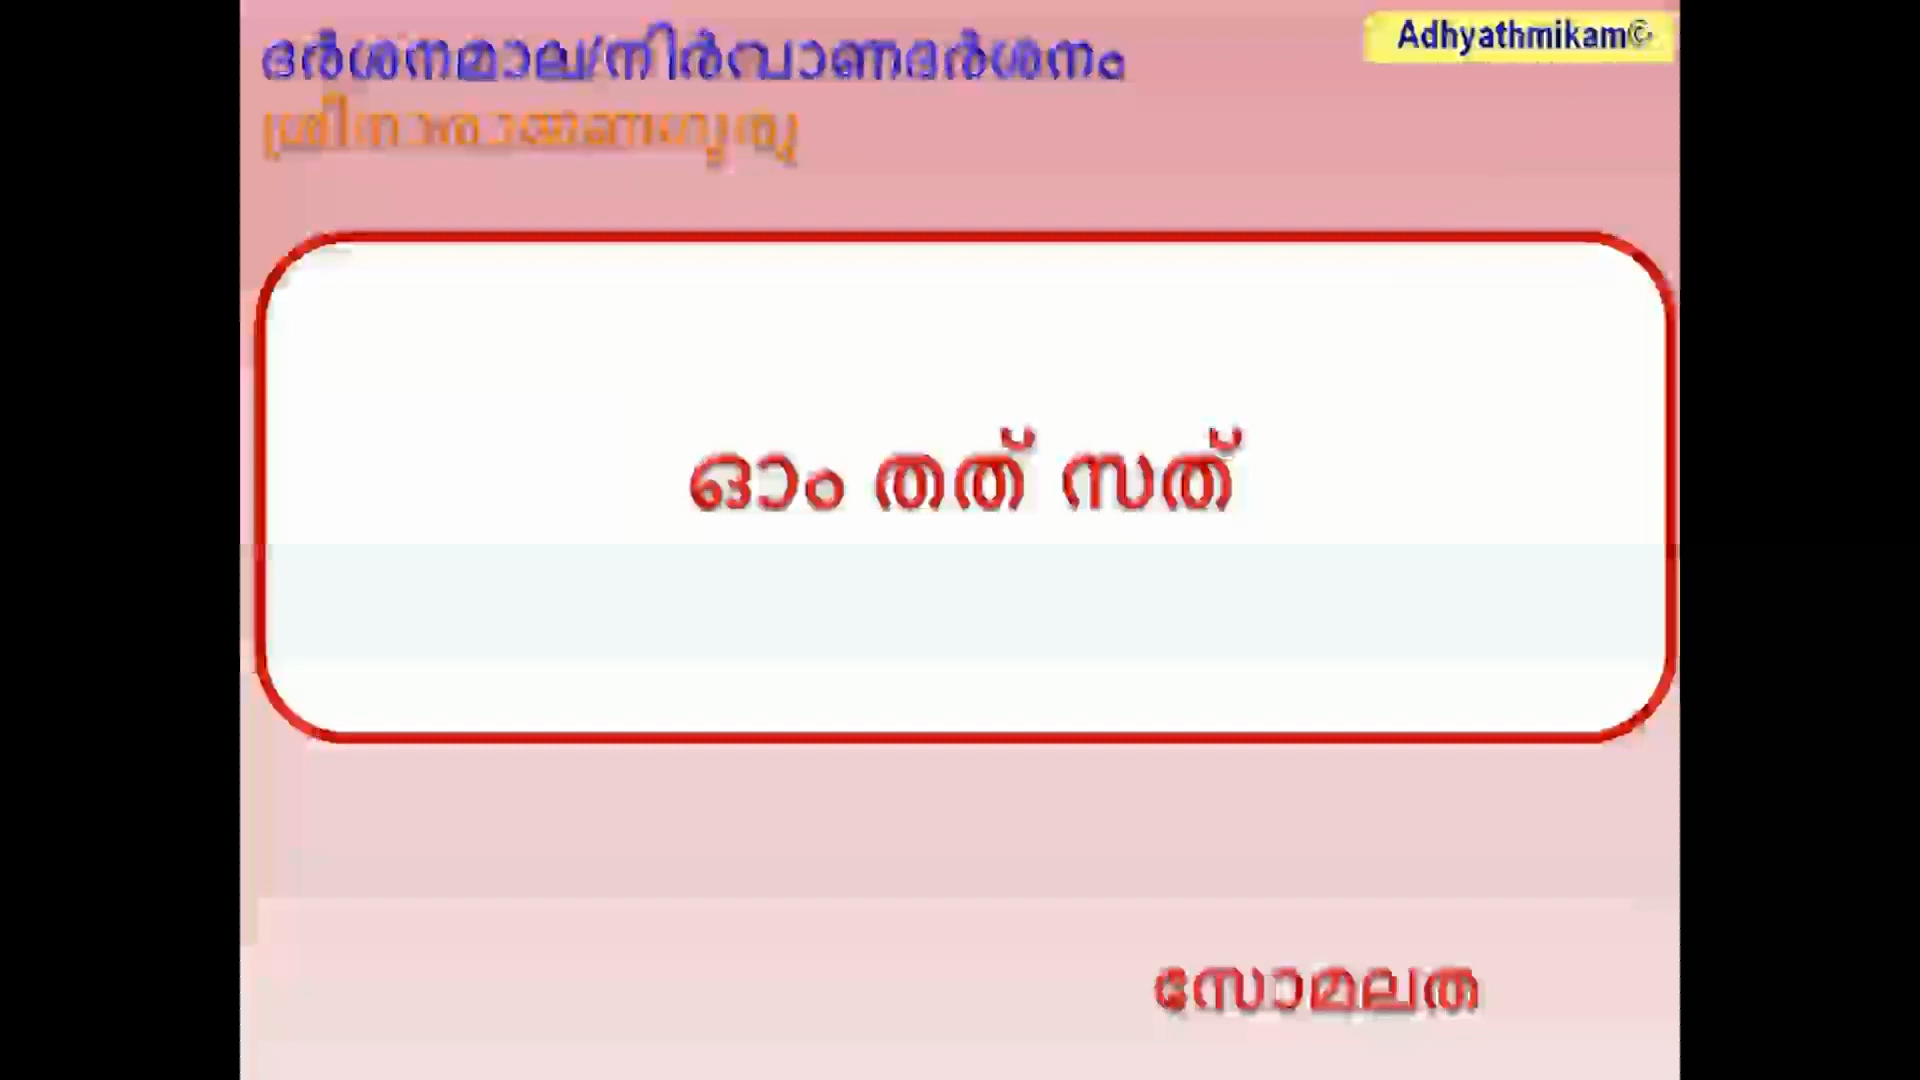 ദർശനമാല/നിർവാണദർശനം
Adhyathmikam©
ശ്രീനാരായണഗുരു
ഓം തത് സത്
സോമലത